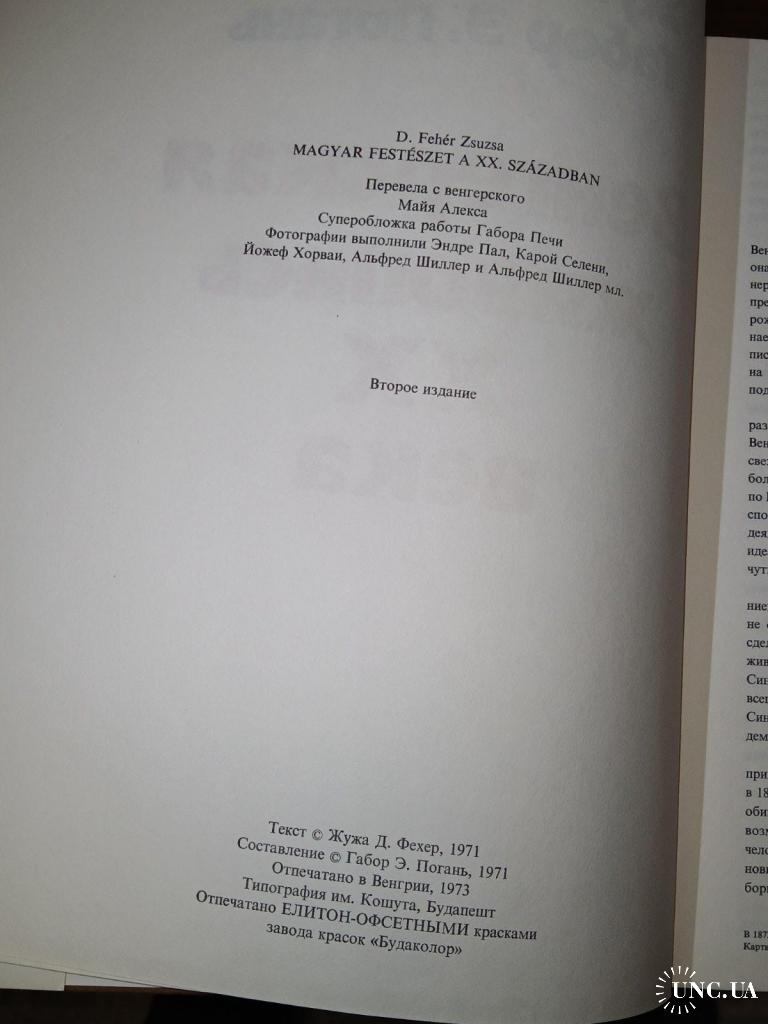 D. Fehér Zsuzsa
MAGYAR FESTÉSZET A XX. SZÁZADBAN
Перевела с венгерского
Майя Алекса
Суперобложка работы Габора Печи
Фотографии выполнили Эндре Пал, Карой Селени,
Йожеф Хорваи, Альфред Шиллер и Альфред Шиллер мл.
Второе издание
Текст © Жужа Д. Фехер, 1971
Составление © Габор Э. Погань, 1971
Отпечатано в Венгрии, 1973
Типография им. Кошута, Будапешт
Отпечатано ЕЛИТОН-ОФСЕТНЫМИ красками
завода красок «Будаколор»
UNC.UA